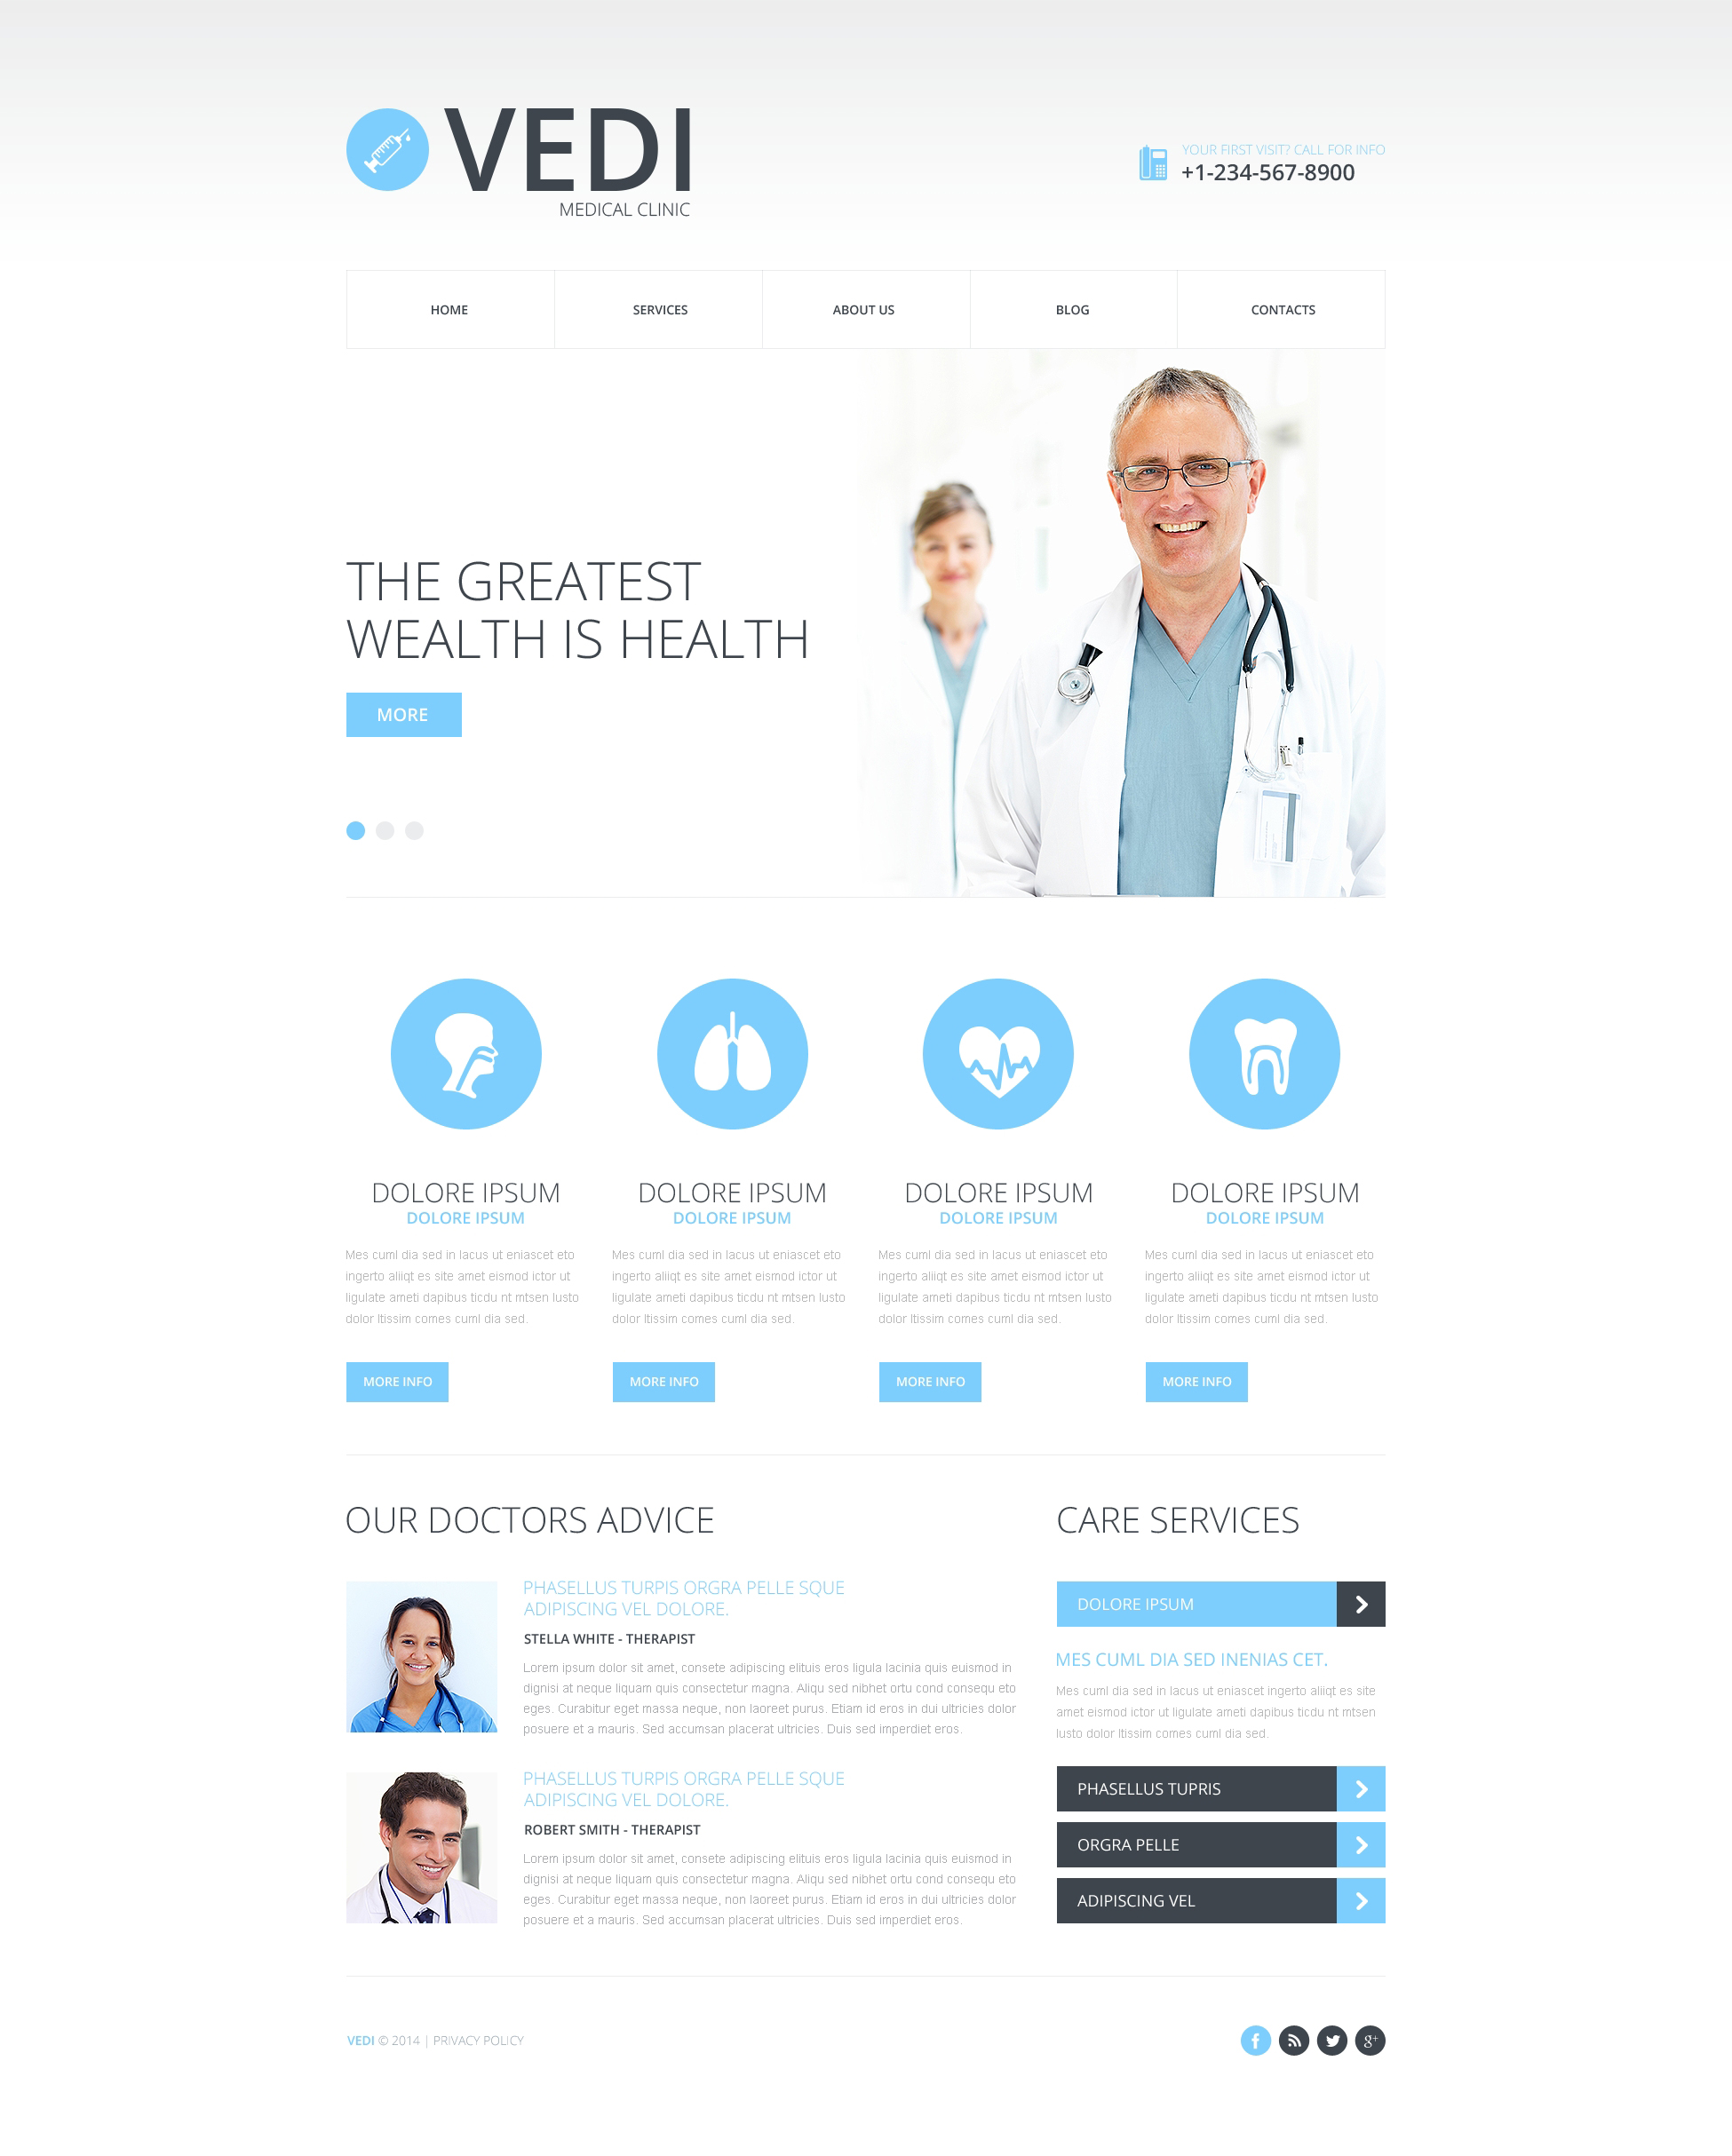 VEDI
MEDICAL CLINIC
YOUR FIRST VISIT? CALL FOR INFO
+1-234-567-8900
HOME
SERVICES
ABOUT US
BLOG
CONTACTS
THE GREATEST
WEALTH IS HEALTH
MORE
DOLORE IPSUM
DOLORE IPSUM
Mes cuml dia sed in lacus ut eniascet eto
ingerto aliiqt es site amet eismod ictor ut
ligulate ameti dapibus ticdu nt mtsen lusto
dolor ltissim comes cuml dia sed.
MORE INFO
DOLORE IPSUM
DOLORE IPSUM
Mes cuml dia sed in lacus ut eniascet eto
ingerto aliiqt es site amet eismod ictor ut
ligulate ameti dapibus ticdu nt mtsen lusto
dolor ltissim comes cuml dia sed.
MORE INFO
DOLORE IPSUM
DOLORE IPSUM
Mes cuml dia sed in lacus ut eniascet eto
ingerto aliiqt es site amet eismod ictor ut
ligulate ameti dapibus ticdu nt mtsen lusto
dolor ltissim comes cuml dia sed.
MORE INFO
DOLORE IPSUM
DOLORE IPSUM
Mes cuml dia sed in lacus ut eniascet eto
ingerto aliiqt es site amet eismod ictor ut
ligulate ameti dapibus ticdu nt mtsen lusto
dolor ltissim comes cuml dia sed.
MORE INFO
OUR DOCTORS ADVICE
PHASELLUS TURPIS ORGRA PELLE SQUE
ADIPISCING VEL DOLORE.
STELLA WHITE - THERAPIST
Lorem ipsum dolor sit amet, consete adipiscing elituis eros ligula lacinia quis euismod in
dignisi at neque liquam quis consectetur magna. Aliqu sed nibhet ortu cond consequ eto
eges. Curabitur eget massa neque, non laoreet purus. Etiam id eros in dui ultricies dolor
posuere et a mauris. Sed accumsan placerat ultricies. Duis sed imperdiet eros.
PHASELLUS TURPIS ORGRA PELLE SQUE
ADIPISCING VEL DOLORE.
ROBERT SMITH - THERAPIST
Lorem ipsum dolor sit amet, consete adipiscing elituis eros ligula lacinia quis euismod in
dignisi at neque liquam quis consectetur magna. Aliqu sed nibhet ortu cond consequ eto
eges. Curabitur eget massa neque, non laoreet purus. Etiam id eros in dui ultricies dolor
posuere et a mauris. Sed accumsan placerat ultricies. Duis sed imperdiet eros.
CARE SERVICES
DOLORE IPSUM
MES CUML DIA SED INENIAS CET.
Mes cuml dia sed in lacus ut eniascet ingerto aliiqt es site
amet eismod ictor ut ligulate ameti dapibus ticdu nt mtsen
lusto dolor ltissim comes cuml dia sed.
PHASELLUS TUPRIS
ORGRA PELLE
ADIPISCING VEL
VEDI © 2014 | PRIVACY POLICY